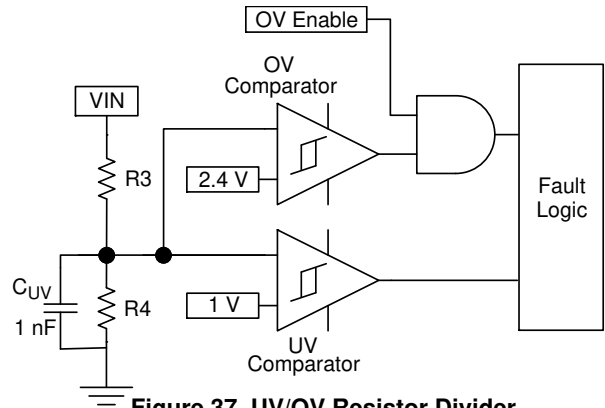 OV Enable
OV
Comparator
VIN
R3
2.4 V
Fault
Logic
C_UV
1 nF
R4
1 V
UV
Comparator
Figure 37. UV/OV Resistor Divider